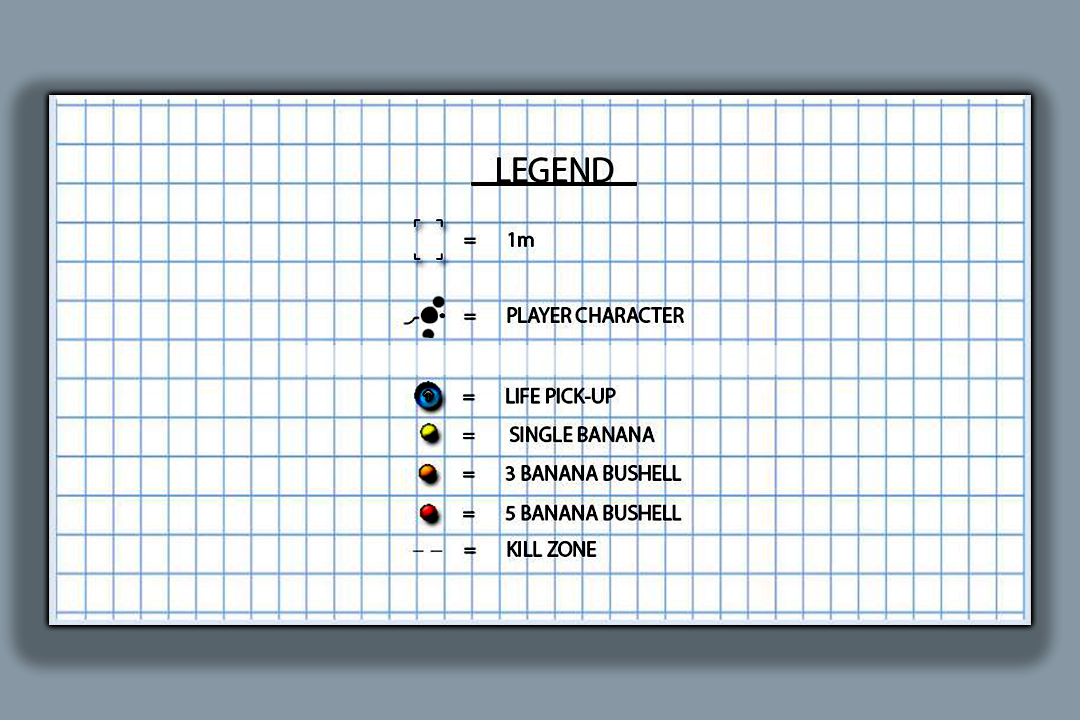 LEGEND
= 1m
= PLAYER CHARACTER
= LIFE PICK-UP
= SINGLE BANANA
= 3 BANANA BUSHELL
= 5 BANANA BUSHELL
-- = KILL ZONE